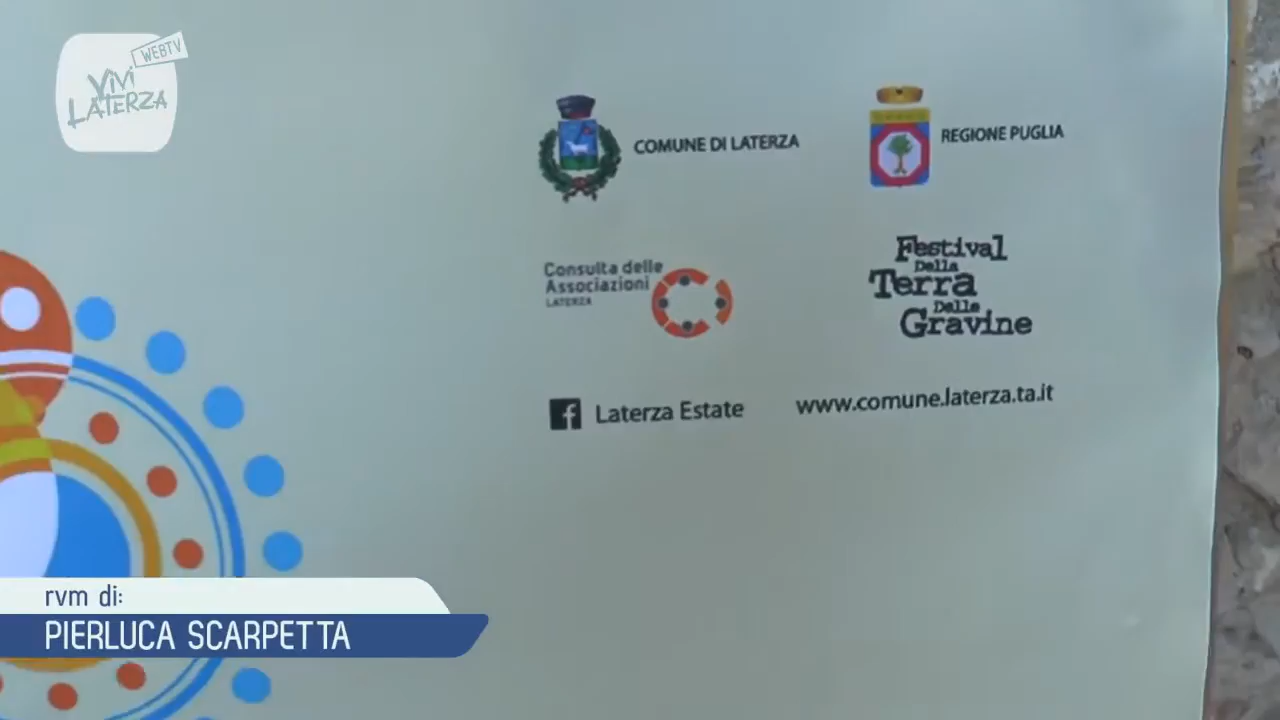 WEBTV
VIVI
LATERZA
COMUNE DI LATERZA
REGIONE PUGLIA
Consulta delle
Associazioni
LATERZA
Festival
Della
Terra
Delle
Gravine
f Laterza Estate
www.comune.laterza.ta.it
rvm di:
PIERLUCA SCARPETTA